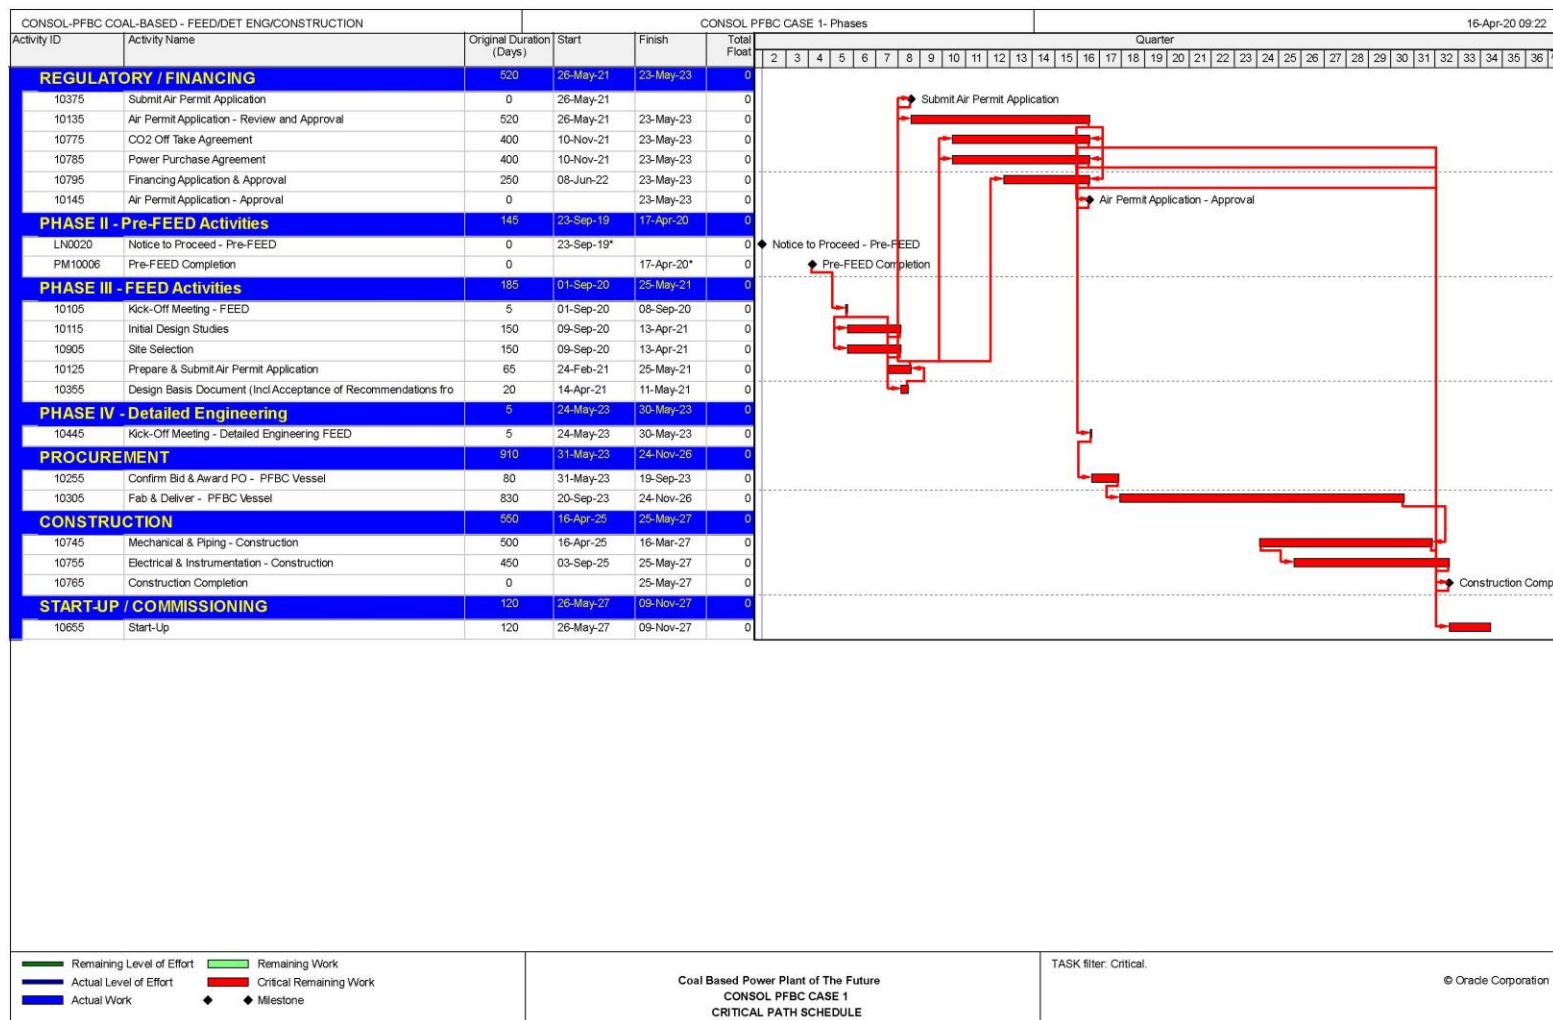 CONSOL-PFBC COAL-BASED - FEED/DET ENG/CONSTRUCTION CONSOL PFBC CASE 1- Phases 16-Apr-20 09:22
Activity ID Activity Name Original Duration (Days) Start Finish Total Float Quarter
2 3 4 5 6 7 8 9 10 11 12 13 14 15 16 17 18 19 20 21 22 23 24 25 26 27 28 29 30 31 32 33 34 35 36
REGULATORY / FINANCING 520 26-May-21 23-May-23 0
10375 Submit Air Permit Application 0 26-May-21 0 Submit Air Permit Application
10135 Air Permit Application - Review and Approval 520 26-May-21 23-May-23 0
10775 CO2 Off Take Agreement 400 10-Nov-21 23-May-23 0
10785 Power Purchase Agreement 400 10-Nov-21 23-May-23 0
10795 Financing Application & Approval 250 08-Jun-22 23-May-23 0
10145 Air Permit Application - Approval 0 23-May-23 0 Air Permit Application - Approval
PHASE II - Pre-FEED Activities 145 23-Sep-19 17-Apr-20 0
LN0020 Notice to Proceed - Pre-FEED 0 23-Sep-19* 0 Notice to Proceed - Pre-FEED
PM10006 Pre-FEED Completion 0 17-Apr-20* 0 Pre-FEED Completion
PHASE III - FEED Activities 185 01-Sep-20 25-May-21 0
10105 Kick-Off Meeting - FEED 5 01-Sep-20 08-Sep-20 0
10115 Initial Design Studies 150 09-Sep-20 13-Apr-21 0
10905 Site Selection 150 09-Sep-20 13-Apr-21 0
10125 Prepare & Submit Air Permit Application 65 24-Feb-21 25-May-21 0
10355 Design Basis Document (Incl Acceptance of Recommendations fro 20 14-Apr-21 11-May-21 0
PHASE IV - Detailed Engineering 5 24-May-23 30-May-23 0
10445 Kick-Off Meeting - Detailed Engineering FEED 5 24-May-23 30-May-23 0
PROCUREMENT 910 31-May-23 24-Nov-26 0
10255 Confirm Bid & Award PO - PFBC Vessel 80 31-May-23 19-Sep-23 0
10305 Fab & Deliver - PFBC Vessel 830 20-Sep-23 24-Nov-26 0
CONSTRUCTION 550 16-Apr-25 25-May-27 0
10745 Mechanical & Piping - Construction 500 16-Apr-25 16-Mar-27 0
10755 Electrical & Instrumentation - Construction 450 03-Sep-25 25-May-27 0
10765 Construction Completion 0 25-May-27 0 Construction Comp
START-UP / COMMISSIONING 120 26-May-27 09-Nov-27 0
10655 Start-Up 120 26-May-27 09-Nov-27 0
Remaining Level of Effort Remaining Work
Actual Level of Effort Critical Remaining Work
Actual Work Milestone
Coal Based Power Plant of The Future
CONSOL PFBC CASE 1
CRITICAL PATH SCHEDULE
TASK filter: Critical.
© Oracle Corporation